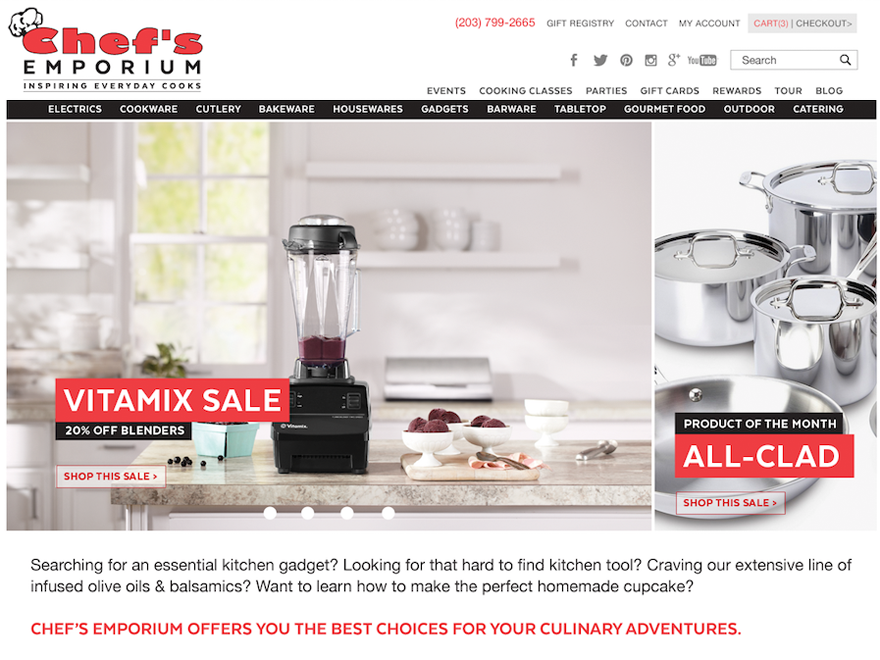 Chef's
EMPORIUM
INSPIRING EVERYDAY COOKS
(203) 799-2665 GIFT REGISTRY CONTACT MY ACCOUNT CART(3) | CHECKOUT>
f g+ You Tube Search
EVENTS COOKING CLASSES PARTIES GIFT CARDS REWARDS TOUR BLOG
ELECTRICS COOKWARE CUTLERY BAKEWARE HOUSEWARES GADGETS BARWARE TABLETOP GOURMET FOOD OUTDOOR CATERING
VITAMIX SALE
20% OFF BLENDERS
SHOP THIS SALE >
Vitamix.
PRODUCT OF THE MONTH
ALL-CLAD
SHOP THIS SALE >
Searching for an essential kitchen gadget? Looking for that hard to find kitchen tool? Craving our extensive line of
infused olive oils & balsamics? Want to learn how to make the perfect homemade cupcake?
CHEF'S EMPORIUM OFFERS YOU THE BEST CHOICES FOR YOUR CULINARY ADVENTURES.